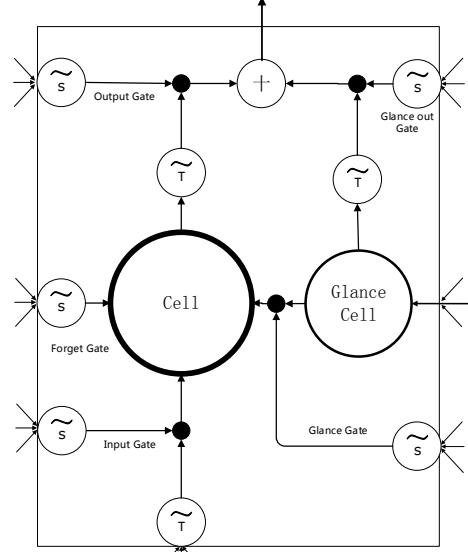 S
Output Gate
+
S
Glance out
Gate
T
T
S
Cell
Glance
Cell
Forget Gate
S
Input Gate
Glance Gate
S
T